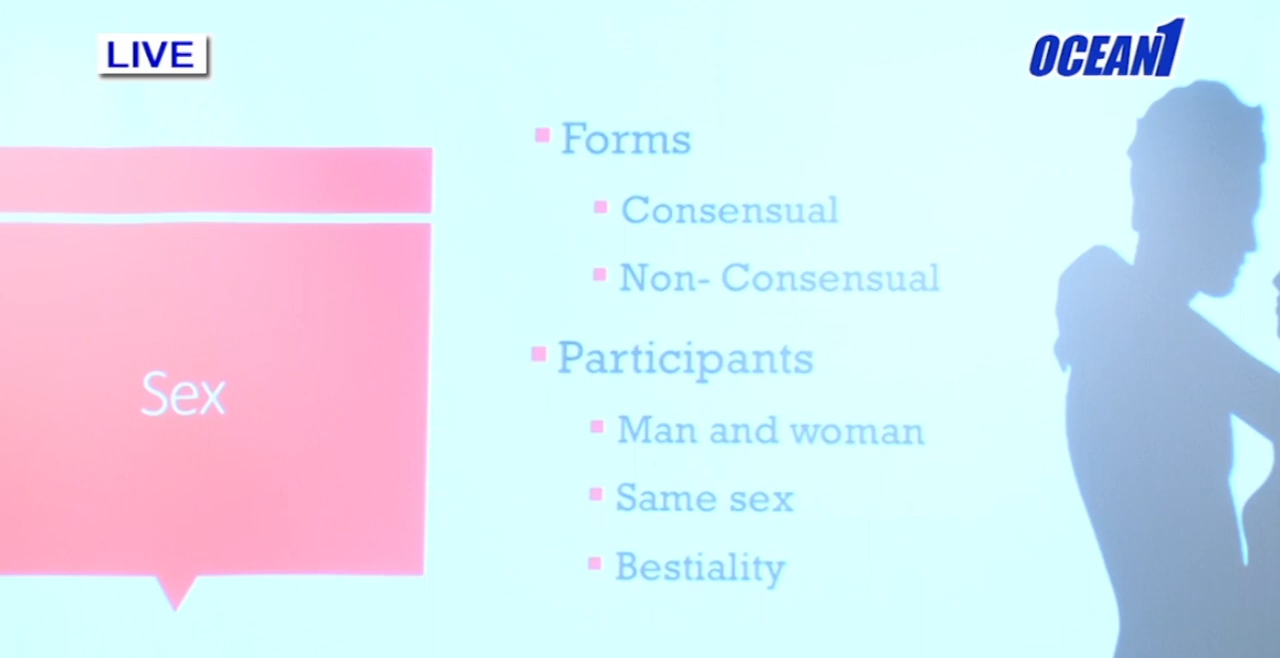 LIVE
OCEAN1
Forms
Consensual
Non- Consensual
Sex
Participants
Man and woman
Same sex
Bestiality